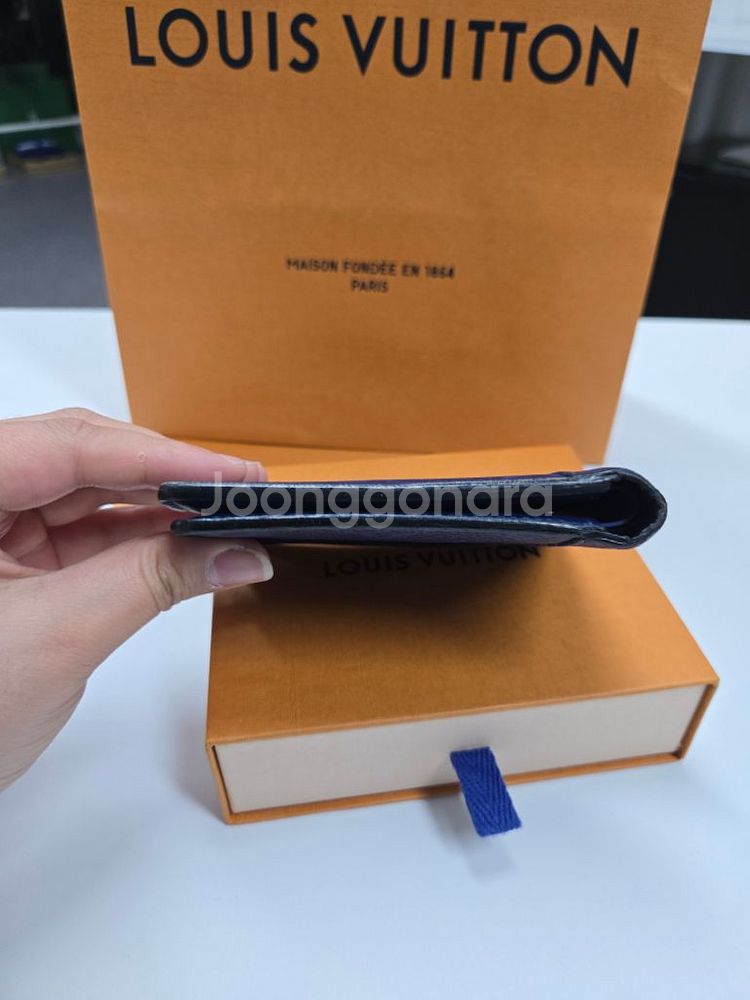 LOUIS VUITTON
MAISON FONDÉE EN 1854
PARIS
Joonggonara
LOUIS VUITTON